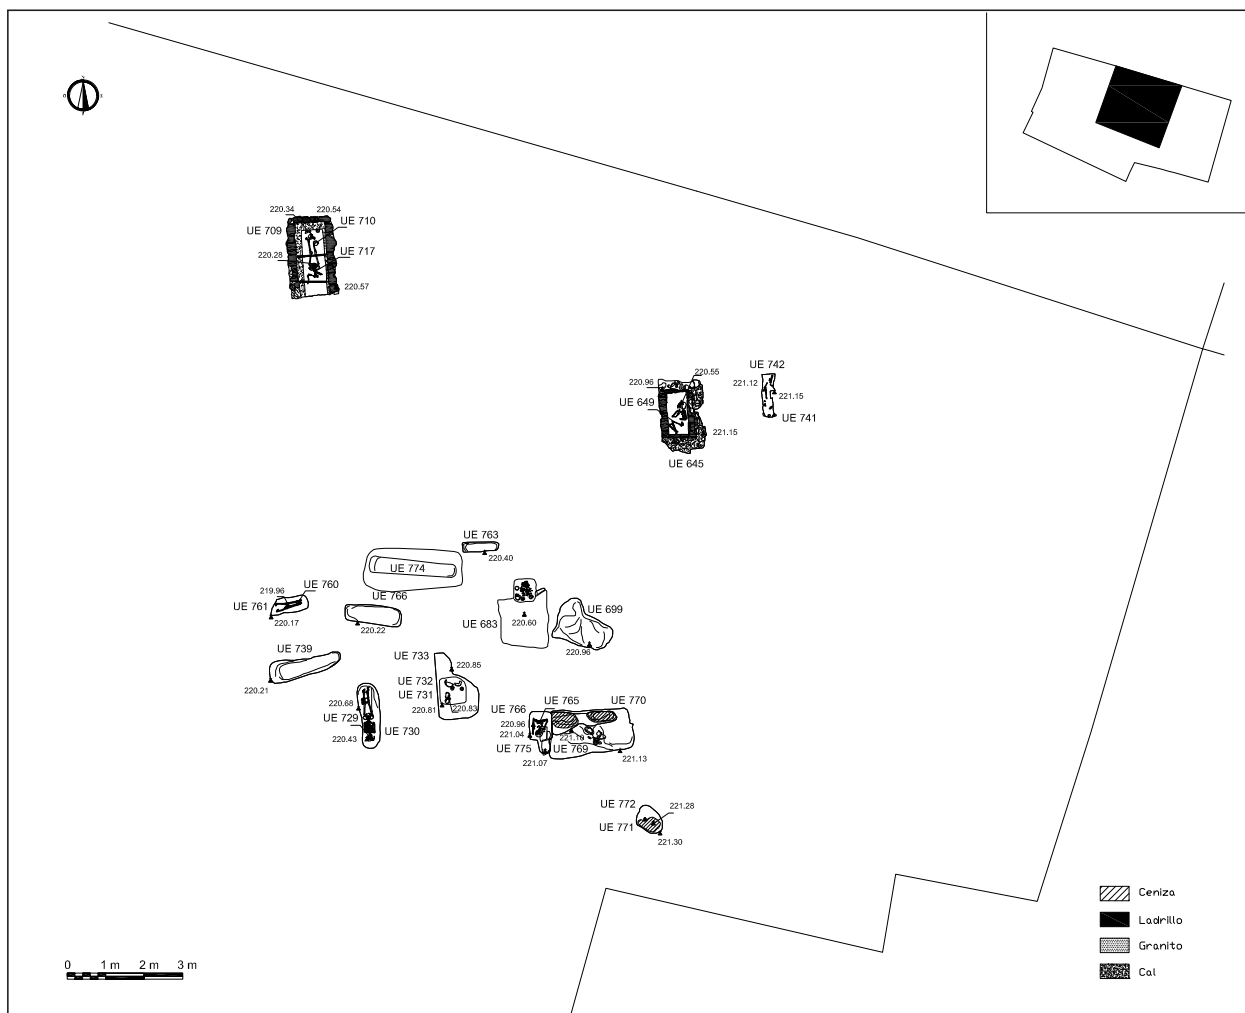 220.34 220.54
UE 710
UE 709
UE 717
220.28
220.57
UE 742
220.55
220.96
221.12
221.15
UE 649
UE 741
221.15
UE 645
UE 763
220.40
UE 774
UE 760
219.96
UE 766
UE 761
220.17
220.22
UE 683
220.60
UE 699
220.96
UE 739
220.21
UE 733
220.85
UE 732
UE 731
220.81 220.83
220.68
UE 729
UE 730
220.43
UE 766 UE 765 UE 770
220.96
221.04
221.10
UE 775 UE 769
221.07
221.13
UE 772 221.28
UE 771
221.30
Ceniza
Ladrillo
Granito
Cal
0 1 m 2 m 3 m